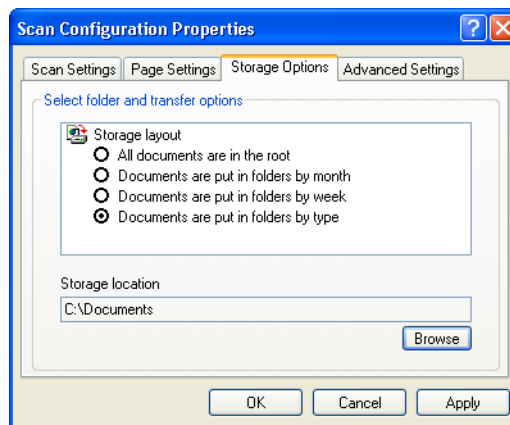 Scan Configuration Properties
Scan Settings Page Settings Storage Options Advanced Settings
Select folder and transfer options
Storage layout
All documents are in the root
Documents are put in folders by month
Documents are put in folders by week
Documents are put in folders by type
Storage location
C:\Documents
Browse
OK Cancel Apply